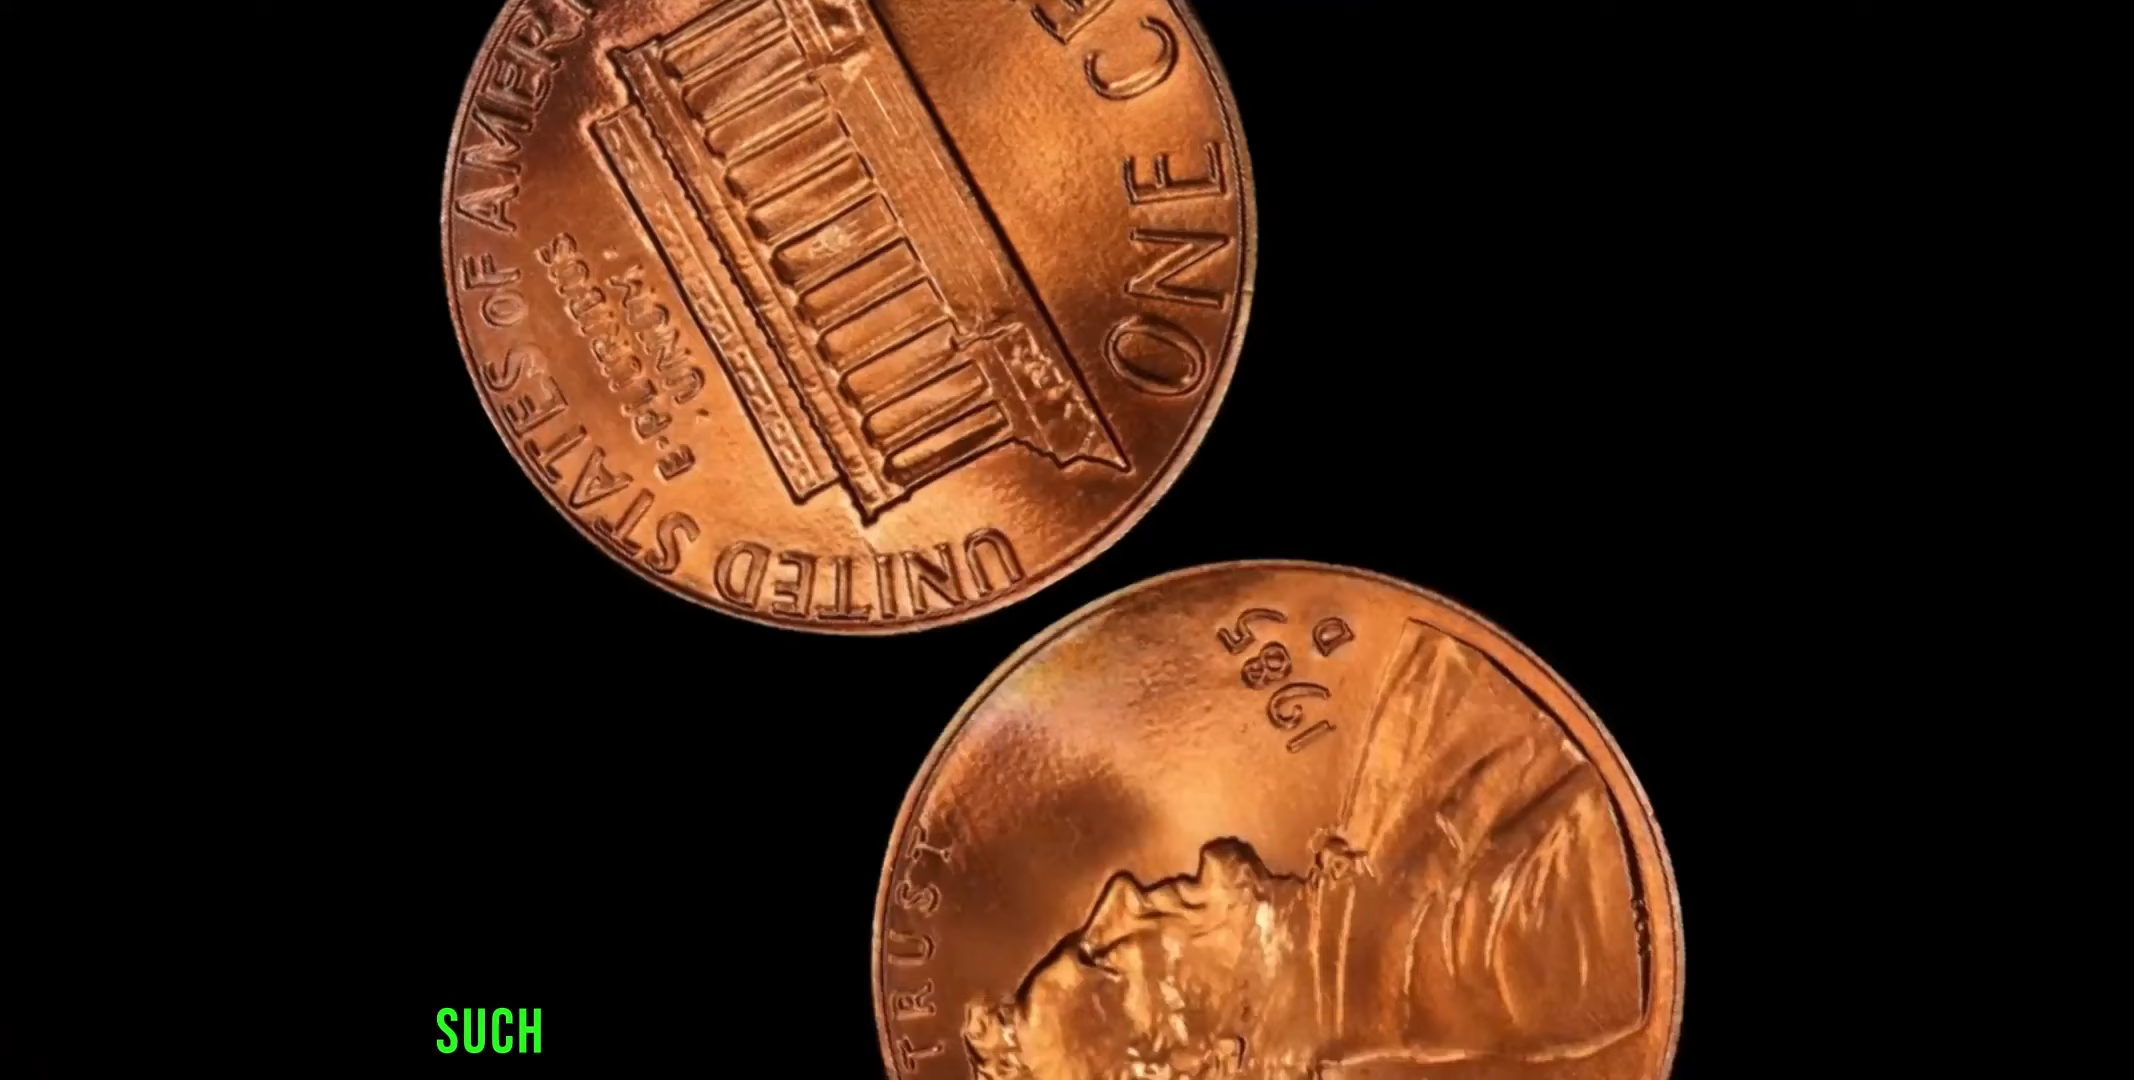 UNITED STATES OF AMERI
E·PLURIBUS
·UNUM·
ONE CE
1985
D
TRUST
SUCH